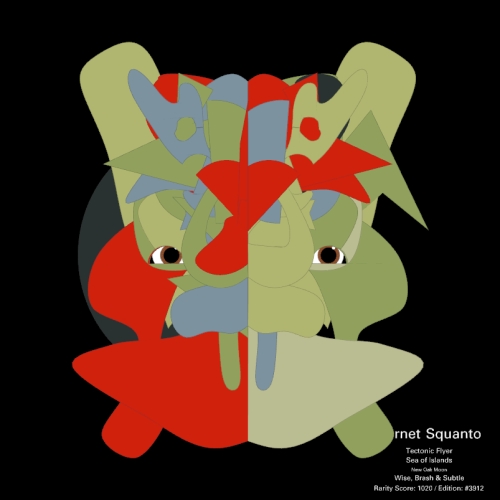 rnet Squanto
Tectonic Flyer
Sea of Islands
New Oak Moon
Wise, Brash & Subtle
Rarity Score: 1020 / Edition: #3912